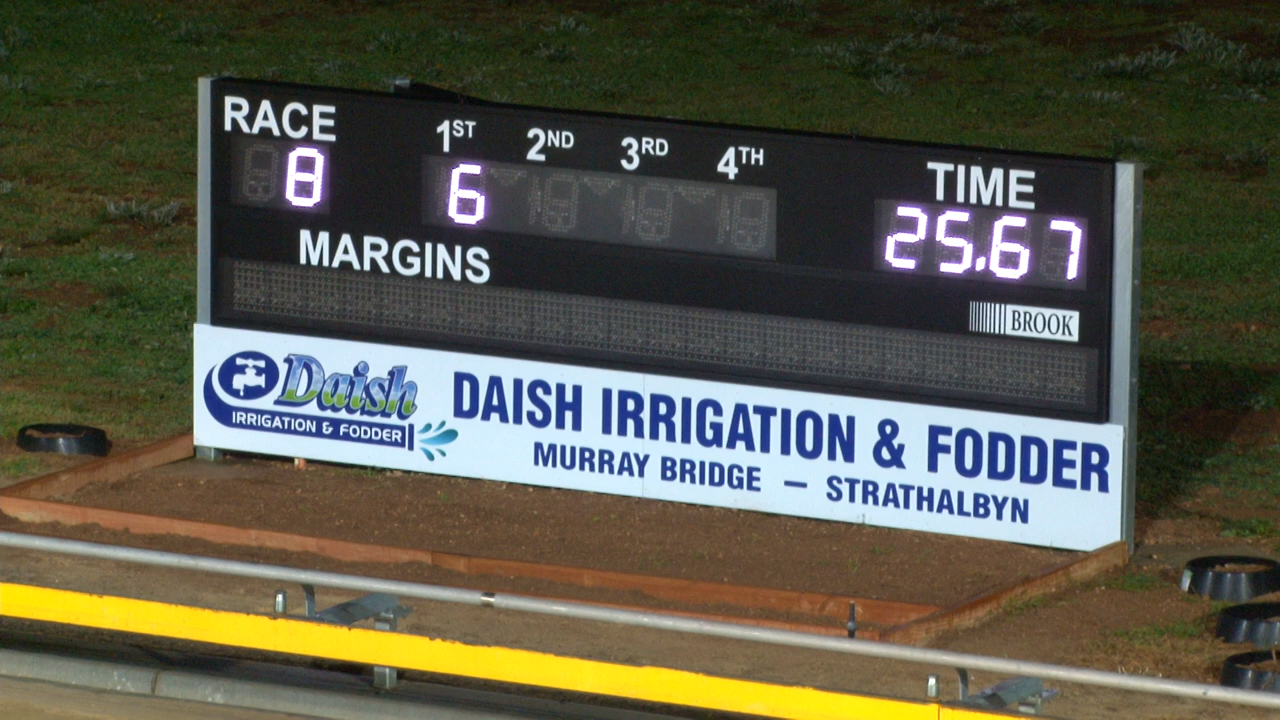 RACE 1ST 2ND 3RD 4TH TIME
8 6 25.67
MARGINS
BROOK
Daish
IRRIGATION & FODDER
DAISH IRRIGATION & FODDER
MURRAY BRIDGE – STRATHALBYN